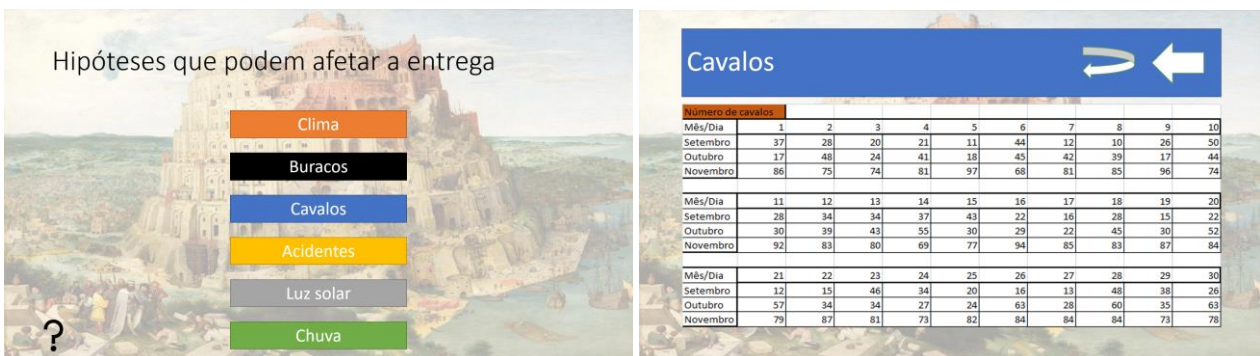 Hipóteses que podem afetar a entrega
Clima
Buracos
Cavalos
Acidentes
Luz solar
Chuva
?
Cavalos
Número de cavalos
Mês/Dia 1 2 3 4 5 6 7 8 9 10
Setembro 37 28 20 21 11 44 12 10 26 50
Outubro 17 48 24 41 18 45 42 39 17 44
Novembro 86 75 74 81 97 68 81 85 96 74
Mês/Dia 11 12 13 14 15 16 17 18 19 20
Setembro 28 34 34 37 43 22 16 28 15 22
Outubro 30 39 43 55 30 29 22 45 30 52
Novembro 92 83 80 69 77 94 85 83 87 84
Mês/Dia 21 22 23 24 25 26 27 28 29 30
Setembro 12 15 46 34 20 16 13 48 38 26
Outubro 57 34 34 27 24 63 28 60 35 63
Novembro 79 87 81 73 82 84 84 84 73 78